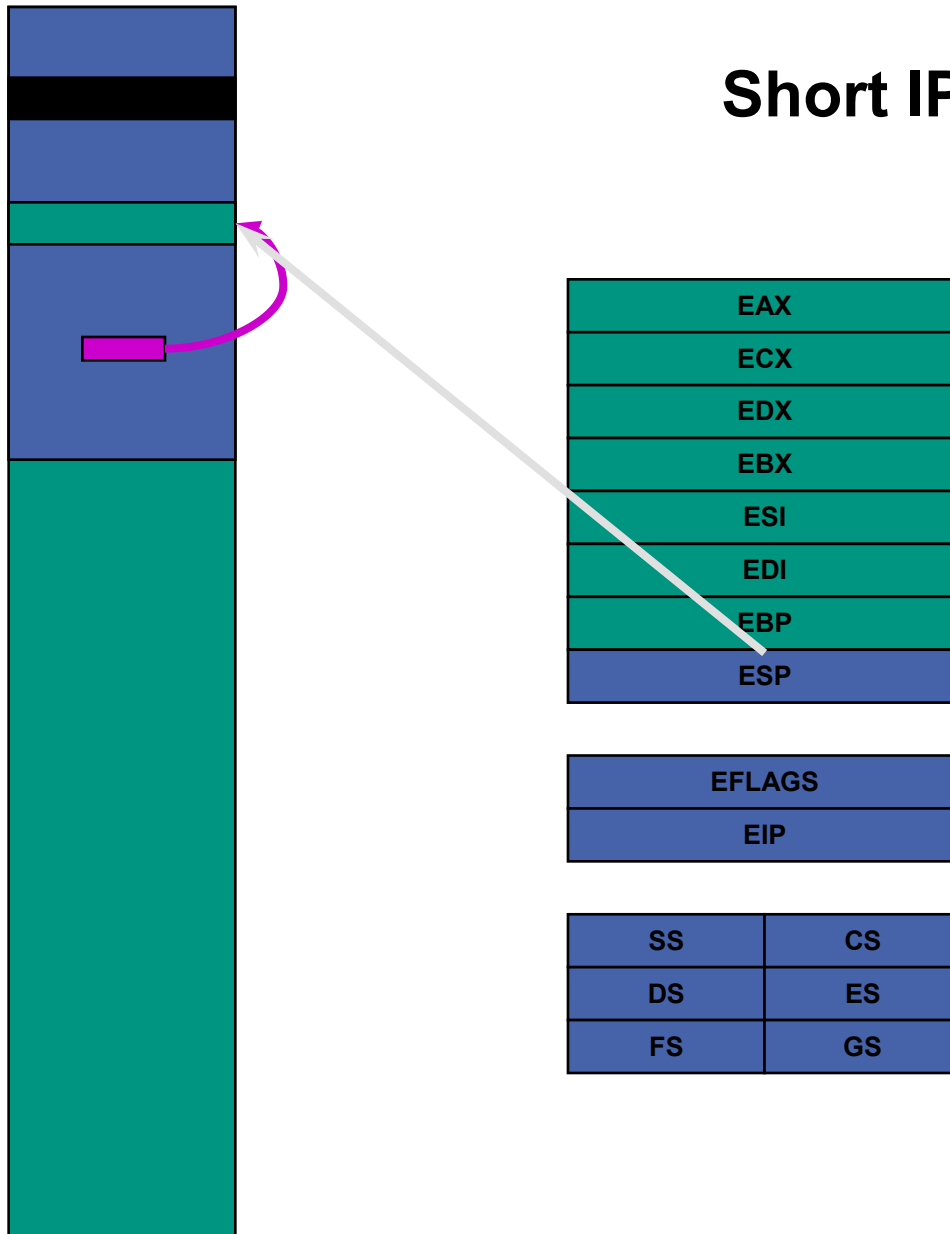 Short IP
EAX
ECX
EDX
EBX
ESI
EDI
EBP
ESP
EFLAGS
EIP
SS CS
DS ES
FS GS